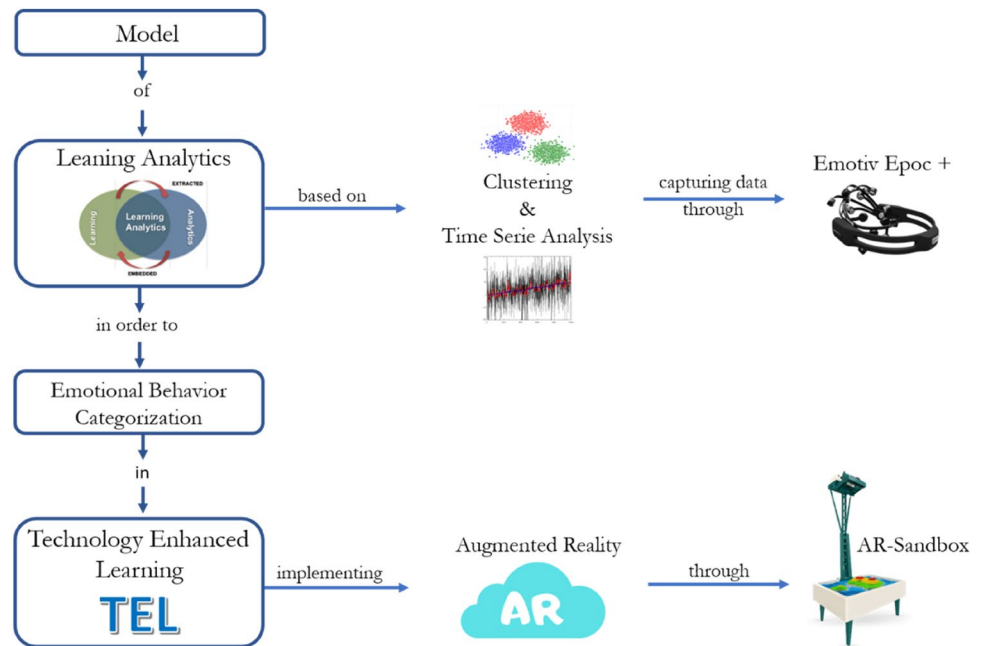 Model
of
Leaning Analytics
EXTRACTED
Learning
Learning
Analytics
Analytics
EMBEDDED
based on
Clustering
&
Time Serie Analysis
capturing data
through
Emotiv Epoc +
in order to
Emotional Behavior
Categorization
in
Technology Enhanced
Learning
TEL
implementing
Augmented Reality
AR
through
AR-Sandbox